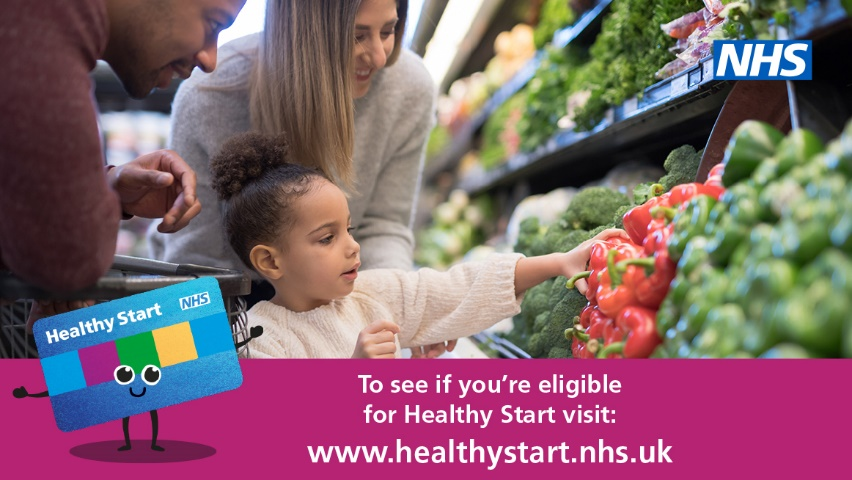 NHS
Healthy Start NHS
To see if you're eligible
for Healthy Start visit:
www.healthystart.nhs.uk